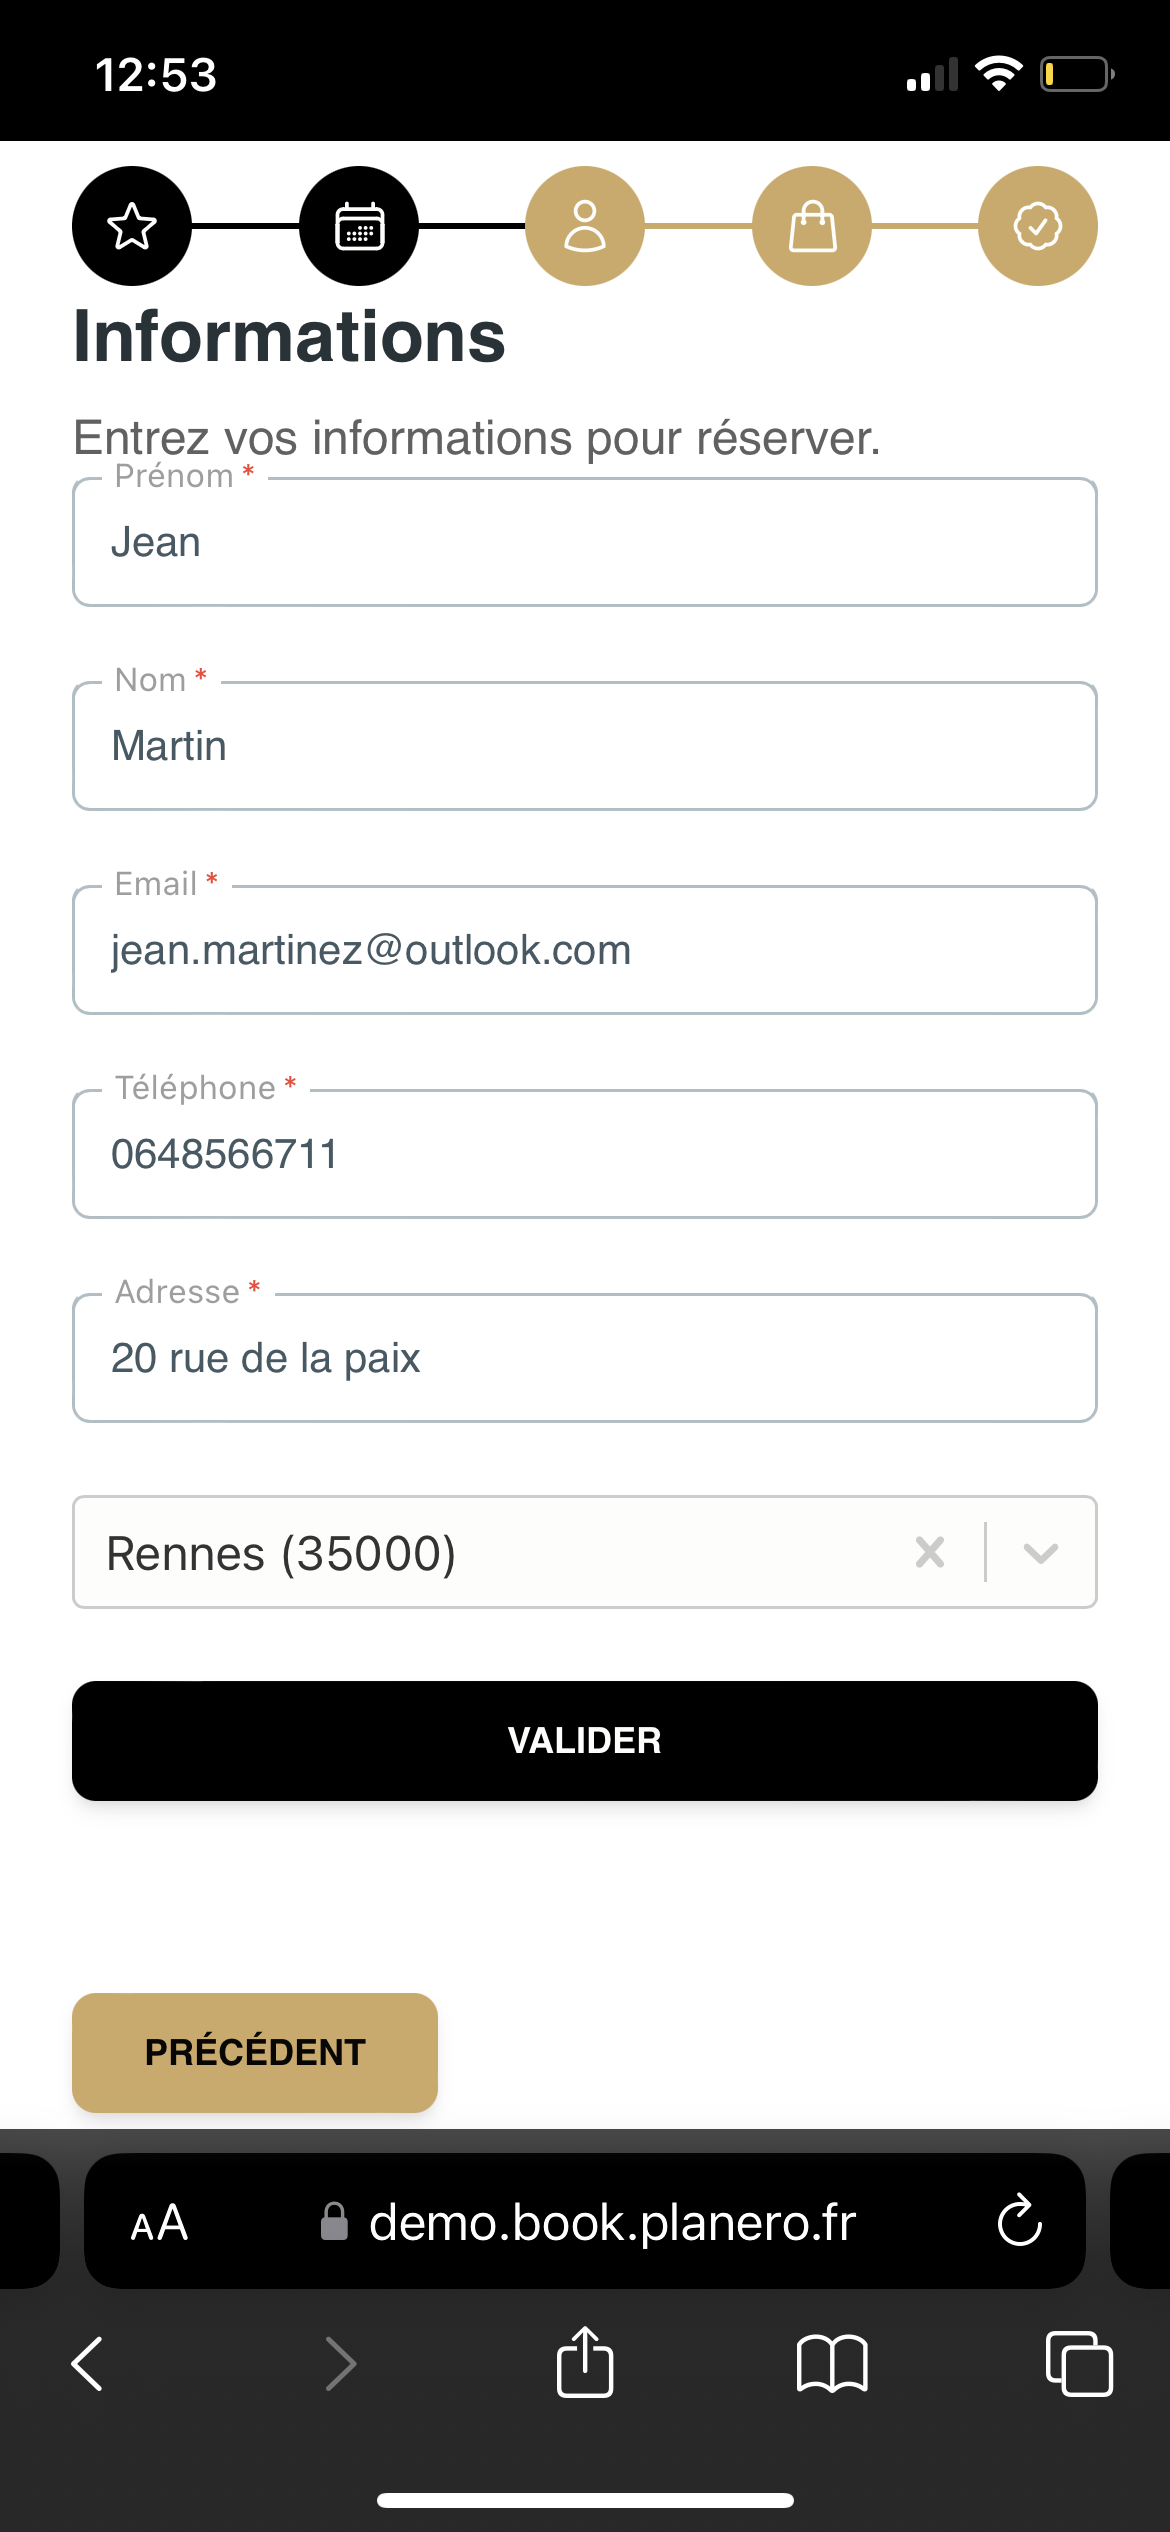 12:53
Informations
Entrez vos informations pour réserver.
Prénom *
Jean
Nom *
Martin
Email *
jean.martinez@outlook.com
Téléphone *
0648566711
Adresse *
20 rue de la paix
Rennes (35000)
VALIDER
PRÉCÉDENT
AA demo.book.planero.fr